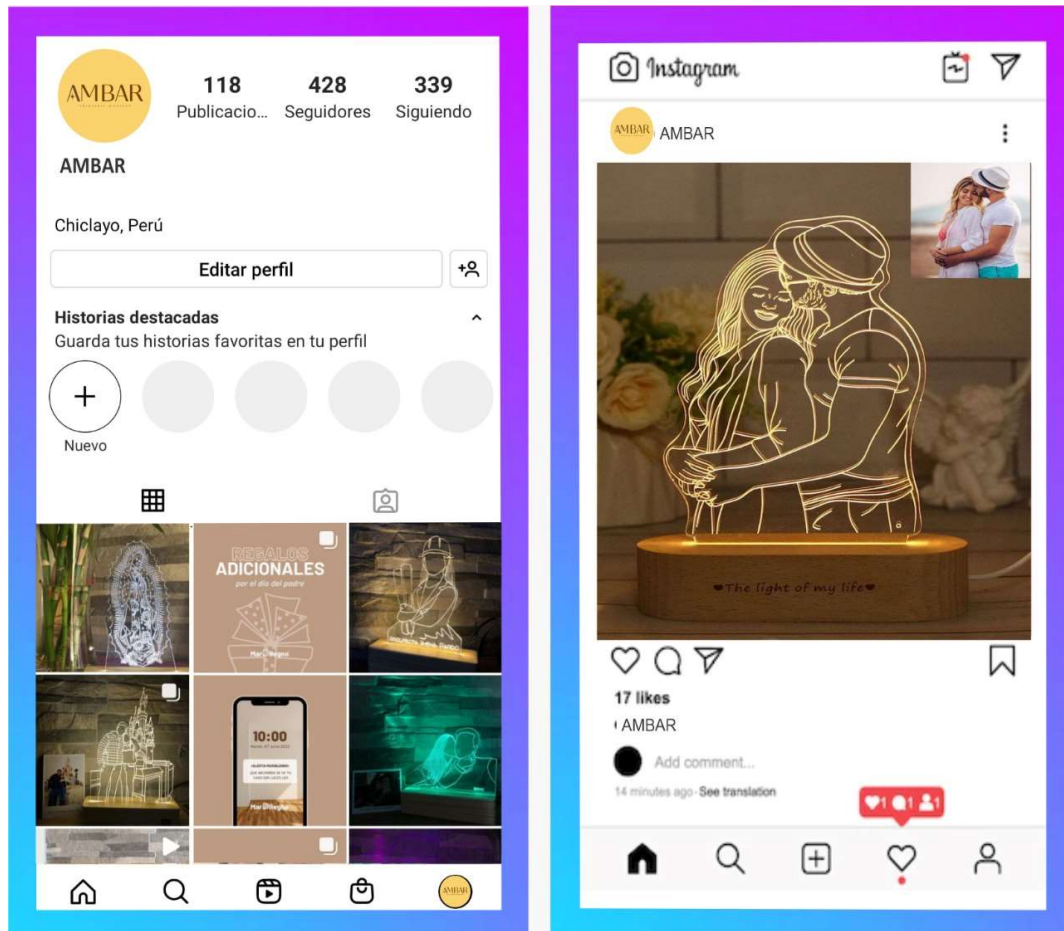 AMBAR
118 428 339
Publicacio... Seguidores Siguiendo
AMBAR
Chiclayo, Perú
Editar perfil
Historias destacadas
Guarda tus historias favoritas en tu perfil
Nuevo
REGALOS
ADICIONALES
por el día del padre
10:00
AMBAR
Instagram
AMBAR AMBAR
♥The light of my life♥
17 likes
AMBAR
Add comment...
14 minutes ago · See translation
1 1 1